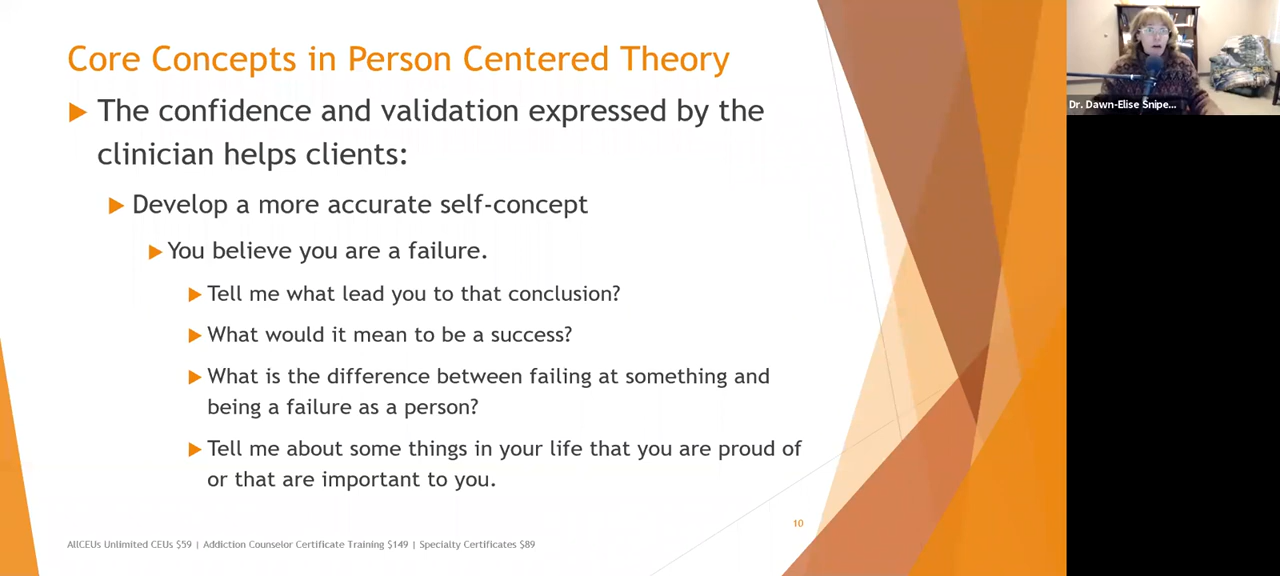 Core Concepts in Person Centered Theory
The confidence and validation expressed by the
clinician helps clients:
Develop a more accurate self-concept
You believe you are a failure.
Tell me what lead you to that conclusion?
What would it mean to be a success?
What is the difference between failing at something and
being a failure as a person?
Tell me about some things in your life that you are proud of
or that are important to you.
10
AllCEUs Unlimited CEUs $59 | Addiction Counselor Certificate Training $149 | Specialty Certificates $89
Dr. Dawn-Elise Snipe...